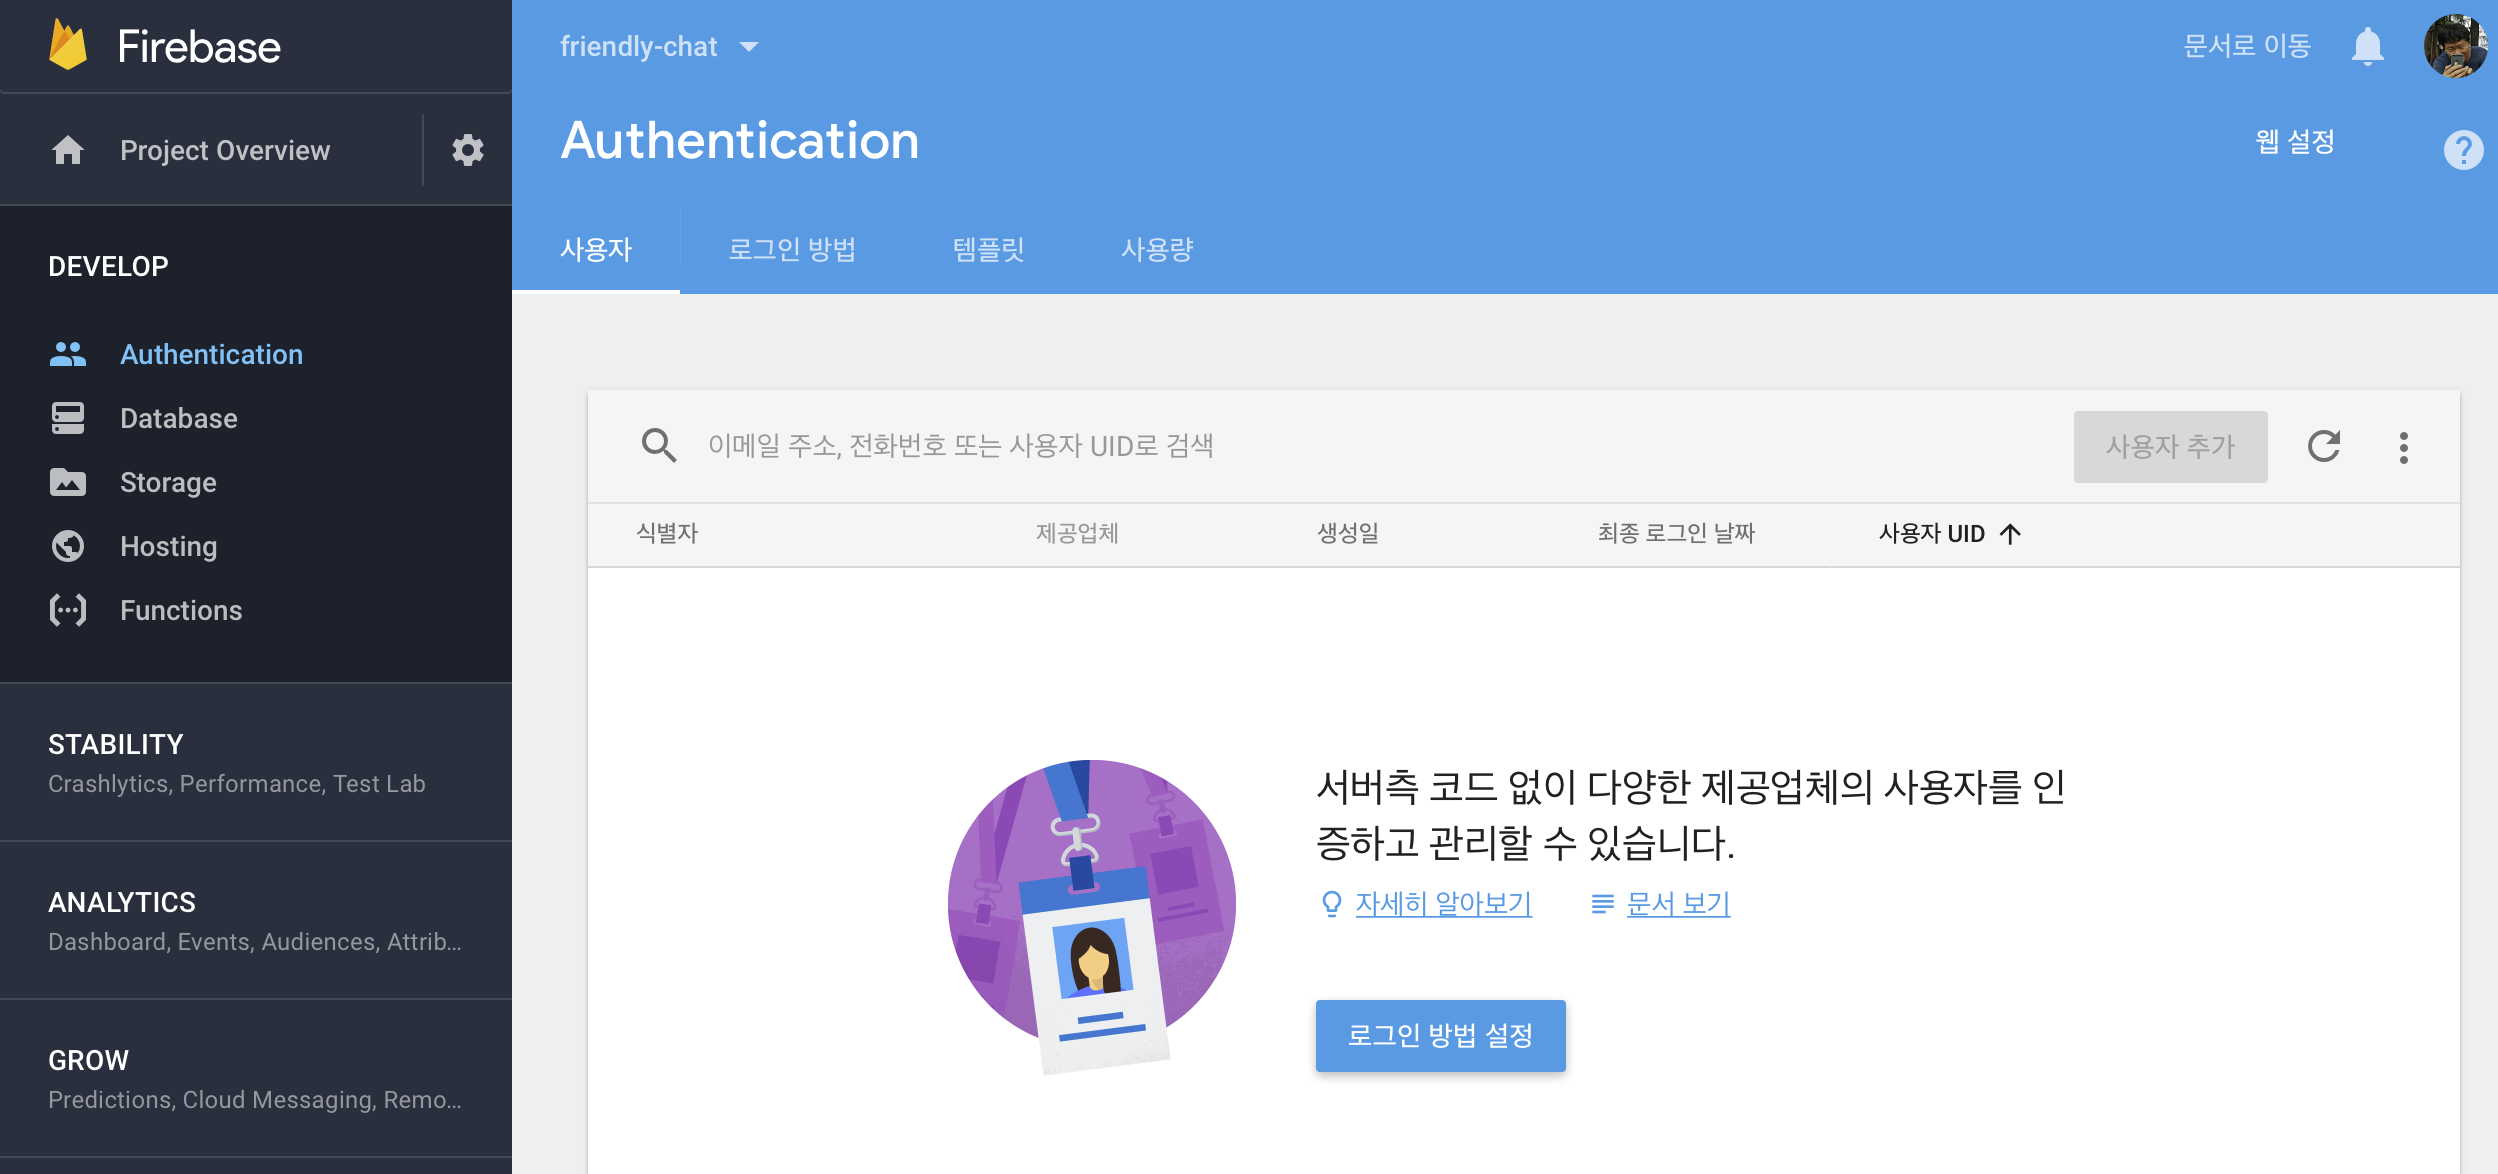 Firebase
Project Overview
DEVELOP
Authentication
Database
Storage
Hosting
Functions
STABILITY
Crashlytics, Performance, Test Lab
ANALYTICS
Dashboard, Events, Audiences, Attrib...
GROW
Predictions, Cloud Messaging, Remo...
friendly-chat
문서로 이동
Authentication
웹 설정
?
사용자
로그인 방법
템플릿
사용량
이메일 주소, 전화번호 또는 사용자 UID로 검색
사용자 추가
식별자
제공업체
생성일
최종 로그인 날짜
사용자 UID
서버측 코드 없이 다양한 제공업체의 사용자를 인
증하고 관리할 수 있습니다.
자세히 알아보기
문서 보기
로그인 방법 설정